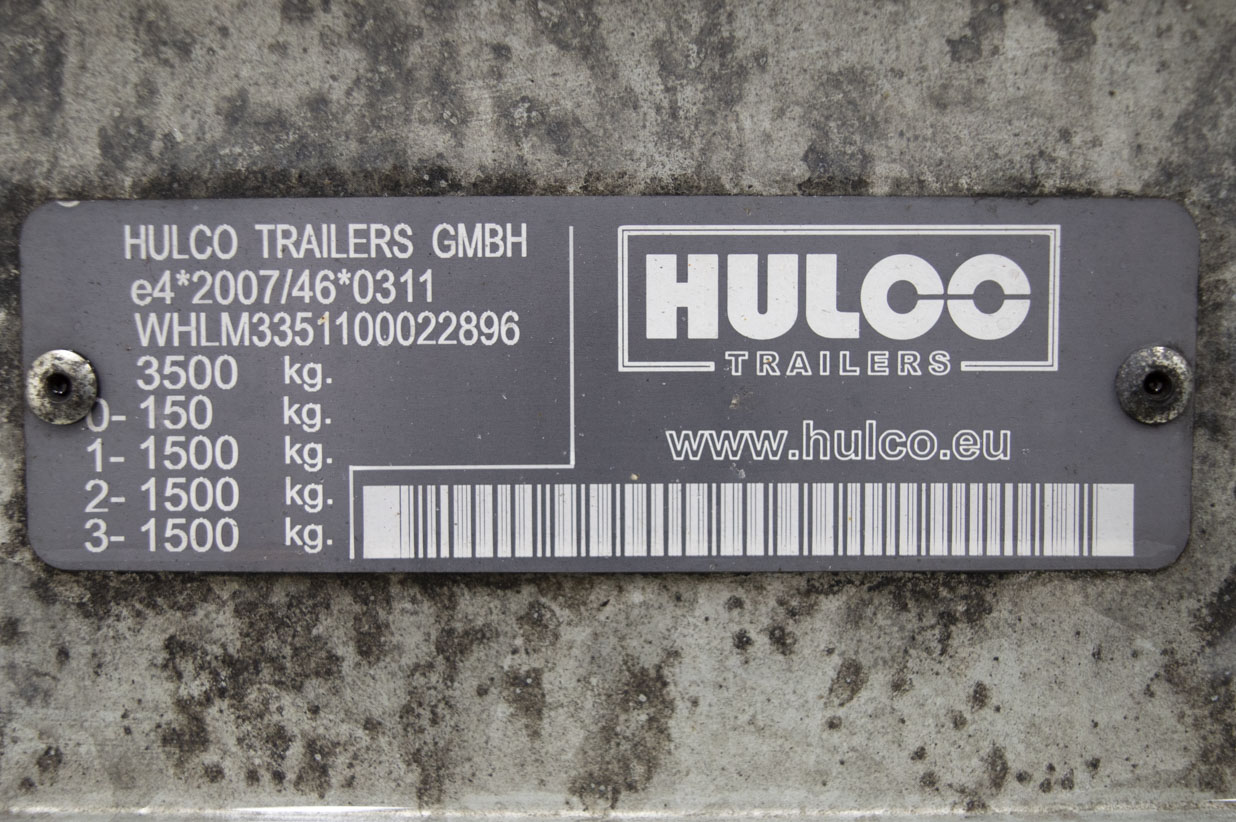 HULCO TRAILERS GMBH
e4*2007/46*0311
WHLM3351100022896
3500 kg.
0- 150 kg.
1- 1500 kg.
2- 1500 kg.
3- 1500 kg.
HULCO
TRAILERS
www.hulco.eu